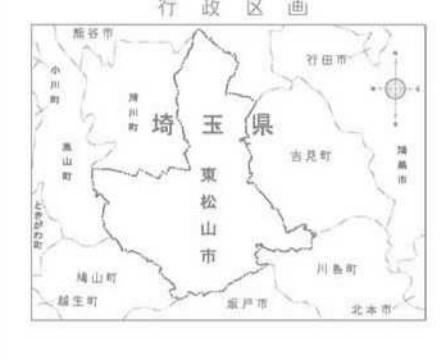 行政区画
熊谷市
行田市
小川町
滑川町
埼玉県
嵐山町
吉見町
鴻巣市
東松山市
ときがわ町
鳩山町
川島町
越生町
坂戸市
北本市